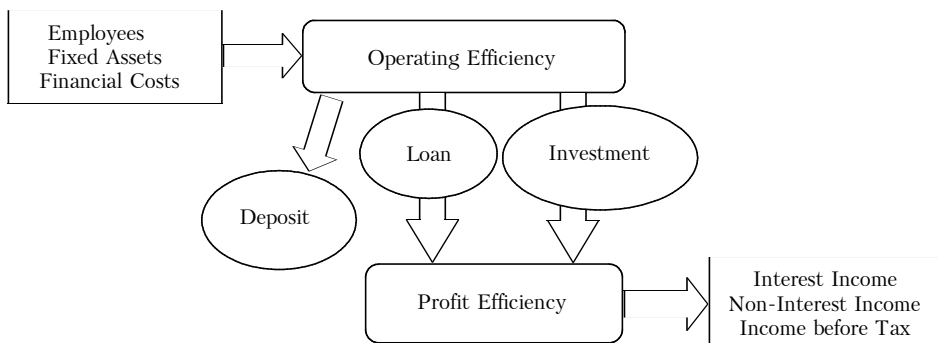 Employees
Fixed Assets
Financial Costs
Operating Efficiency
Loan
Investment
Deposit
Profit Efficiency
Interest Income
Non-Interest Income
Income before Tax